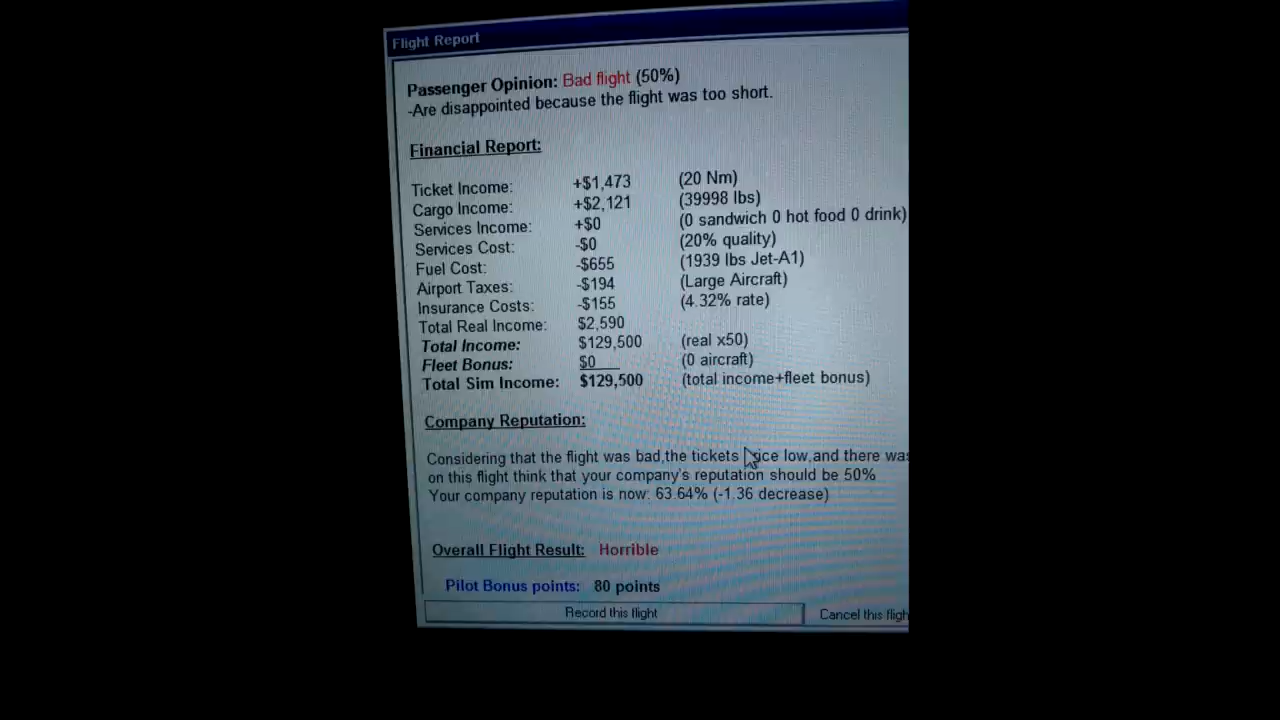 Flight Report
Passenger Opinion: Bad flight (50%)
-Are disappointed because the flight was too short.
Financial Report:
Ticket Income: +$1,473 (20 Nm)
Cargo Income: +$2,121 (39998 lbs)
Services Income: +$0 (0 sandwich 0 hot food 0 drink)
Services Cost: -$0 (20% quality)
Fuel Cost: -$655 (1939 lbs Jet-A1)
Airport Taxes: -$194 (Large Aircraft)
Insurance Costs: -$155 (4.32% rate)
Total Real Income: $2,590
Total Income: $129,500 (real x50)
Fleet Bonus: $0 (0 aircraft)
Total Sim Income: $129,500 (total income+fleet bonus)
Company Reputation:
Considering that the flight was bad,the tickets low,and there was
on this flight think that your company's reputation should be 50%
Your company reputation is now: 63.64% (-1.36 decrease)
Overall Flight Result: Horrible
Pilot Bonus points: 80 points
Record this flight
Cancel this fligh